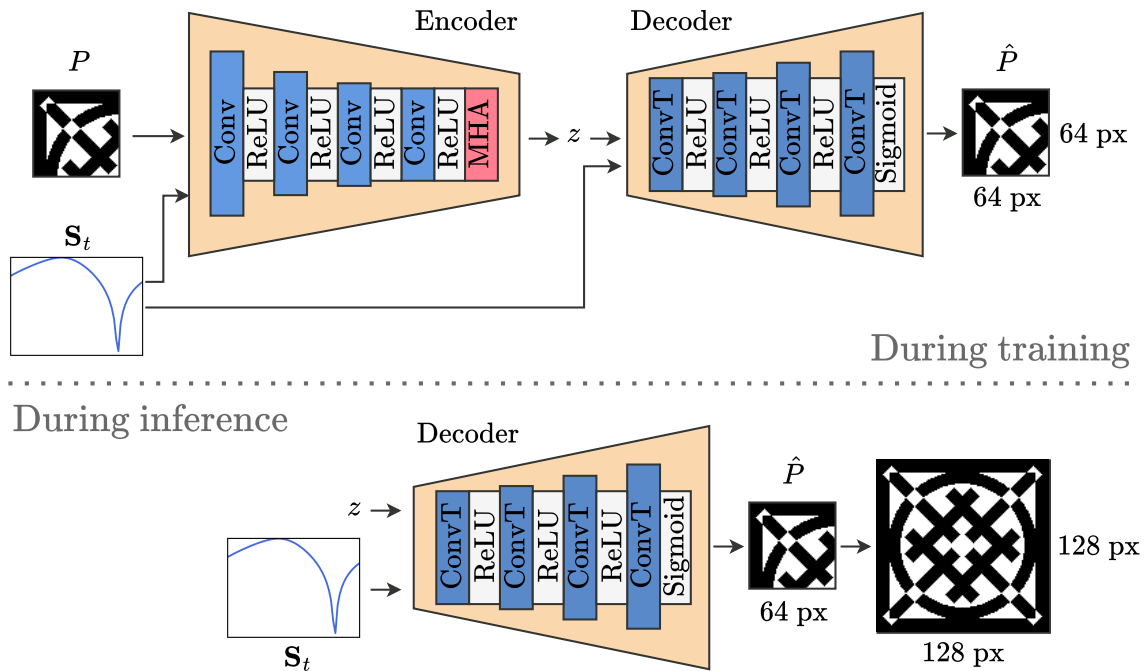 Encoder
Decoder
P
P̂
Conv
ReLU
Conv
ReLU
Conv
ReLU
Conv
ReLU
MHA
z
ConvT
ReLU
ConvT
ReLU
ConvT
ReLU
ConvT
Sigmoid
64 px
64 px
S_t
During training
During inference
Decoder
z
S_t
ConvT
ReLU
ConvT
ReLU
ConvT
ReLU
ConvT
Sigmoid
P̂
64 px
128 px
128 px